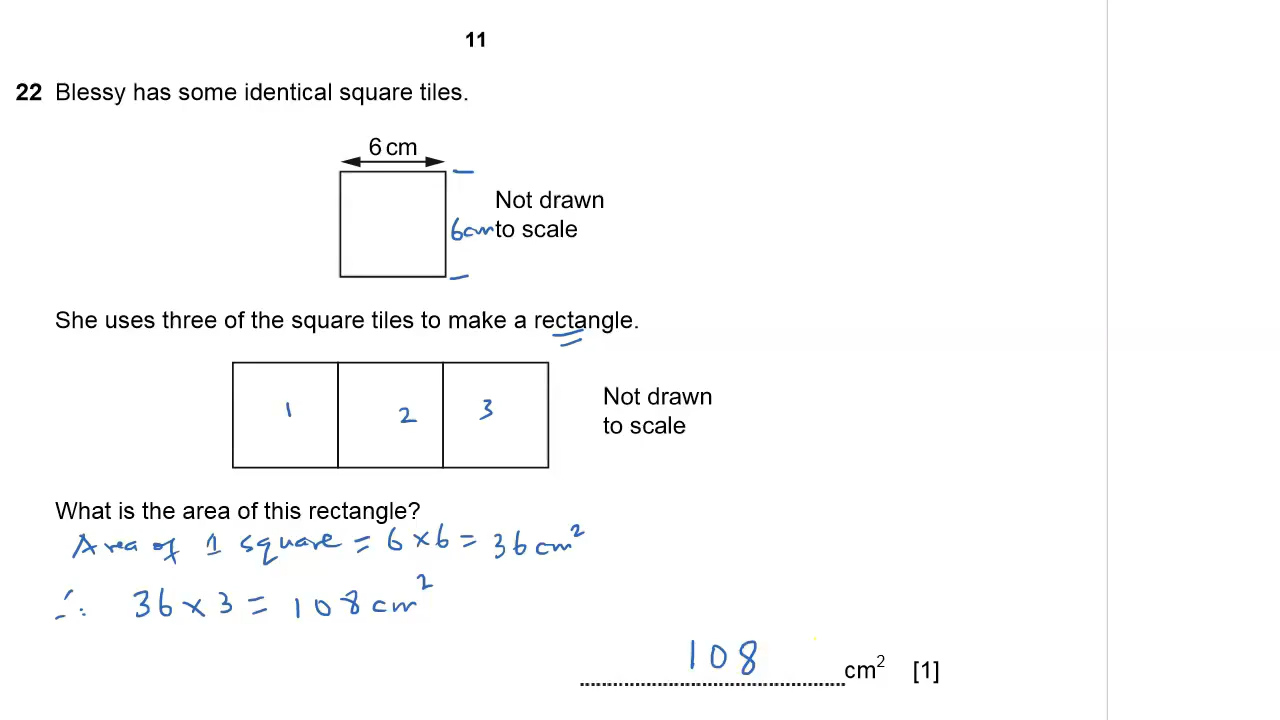 11
22 Blessy has some identical square tiles.
6 cm
Not drawn
6cm to scale
She uses three of the square tiles to make a rectangle.
1 2 3
Not drawn
to scale
What is the area of this rectangle?
Area of 1 square = 6 × 6 = 36 cm²
∴ 36 × 3 = 108 cm²
108 cm² [1]